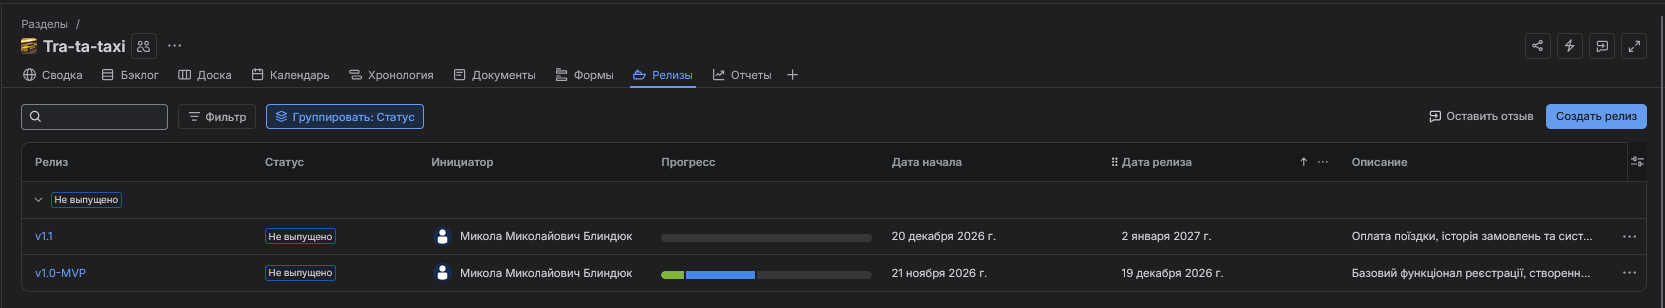 Разделы /
Tra-ta-taxi
Сводка Бэклог Доска Календарь Хронология Документы Формы Релизы Отчеты
Фильтр Группировать: Статус Оставить отзыв Создать релиз
Релиз Статус Инициатор Прогресс Дата начала Дата релиза Описание
Не выпущено
v1.1 Не выпущено Микола Миколайович Блиндюк 20 декабря 2026 г. 2 января 2027 г. Оплата поїздки, історія замовлень та сист...
v1.0-MVP Не выпущено Микола Миколайович Блиндюк 21 ноября 2026 г. 19 декабря 2026 г. Базовий функціонал реєстрації, створенн...